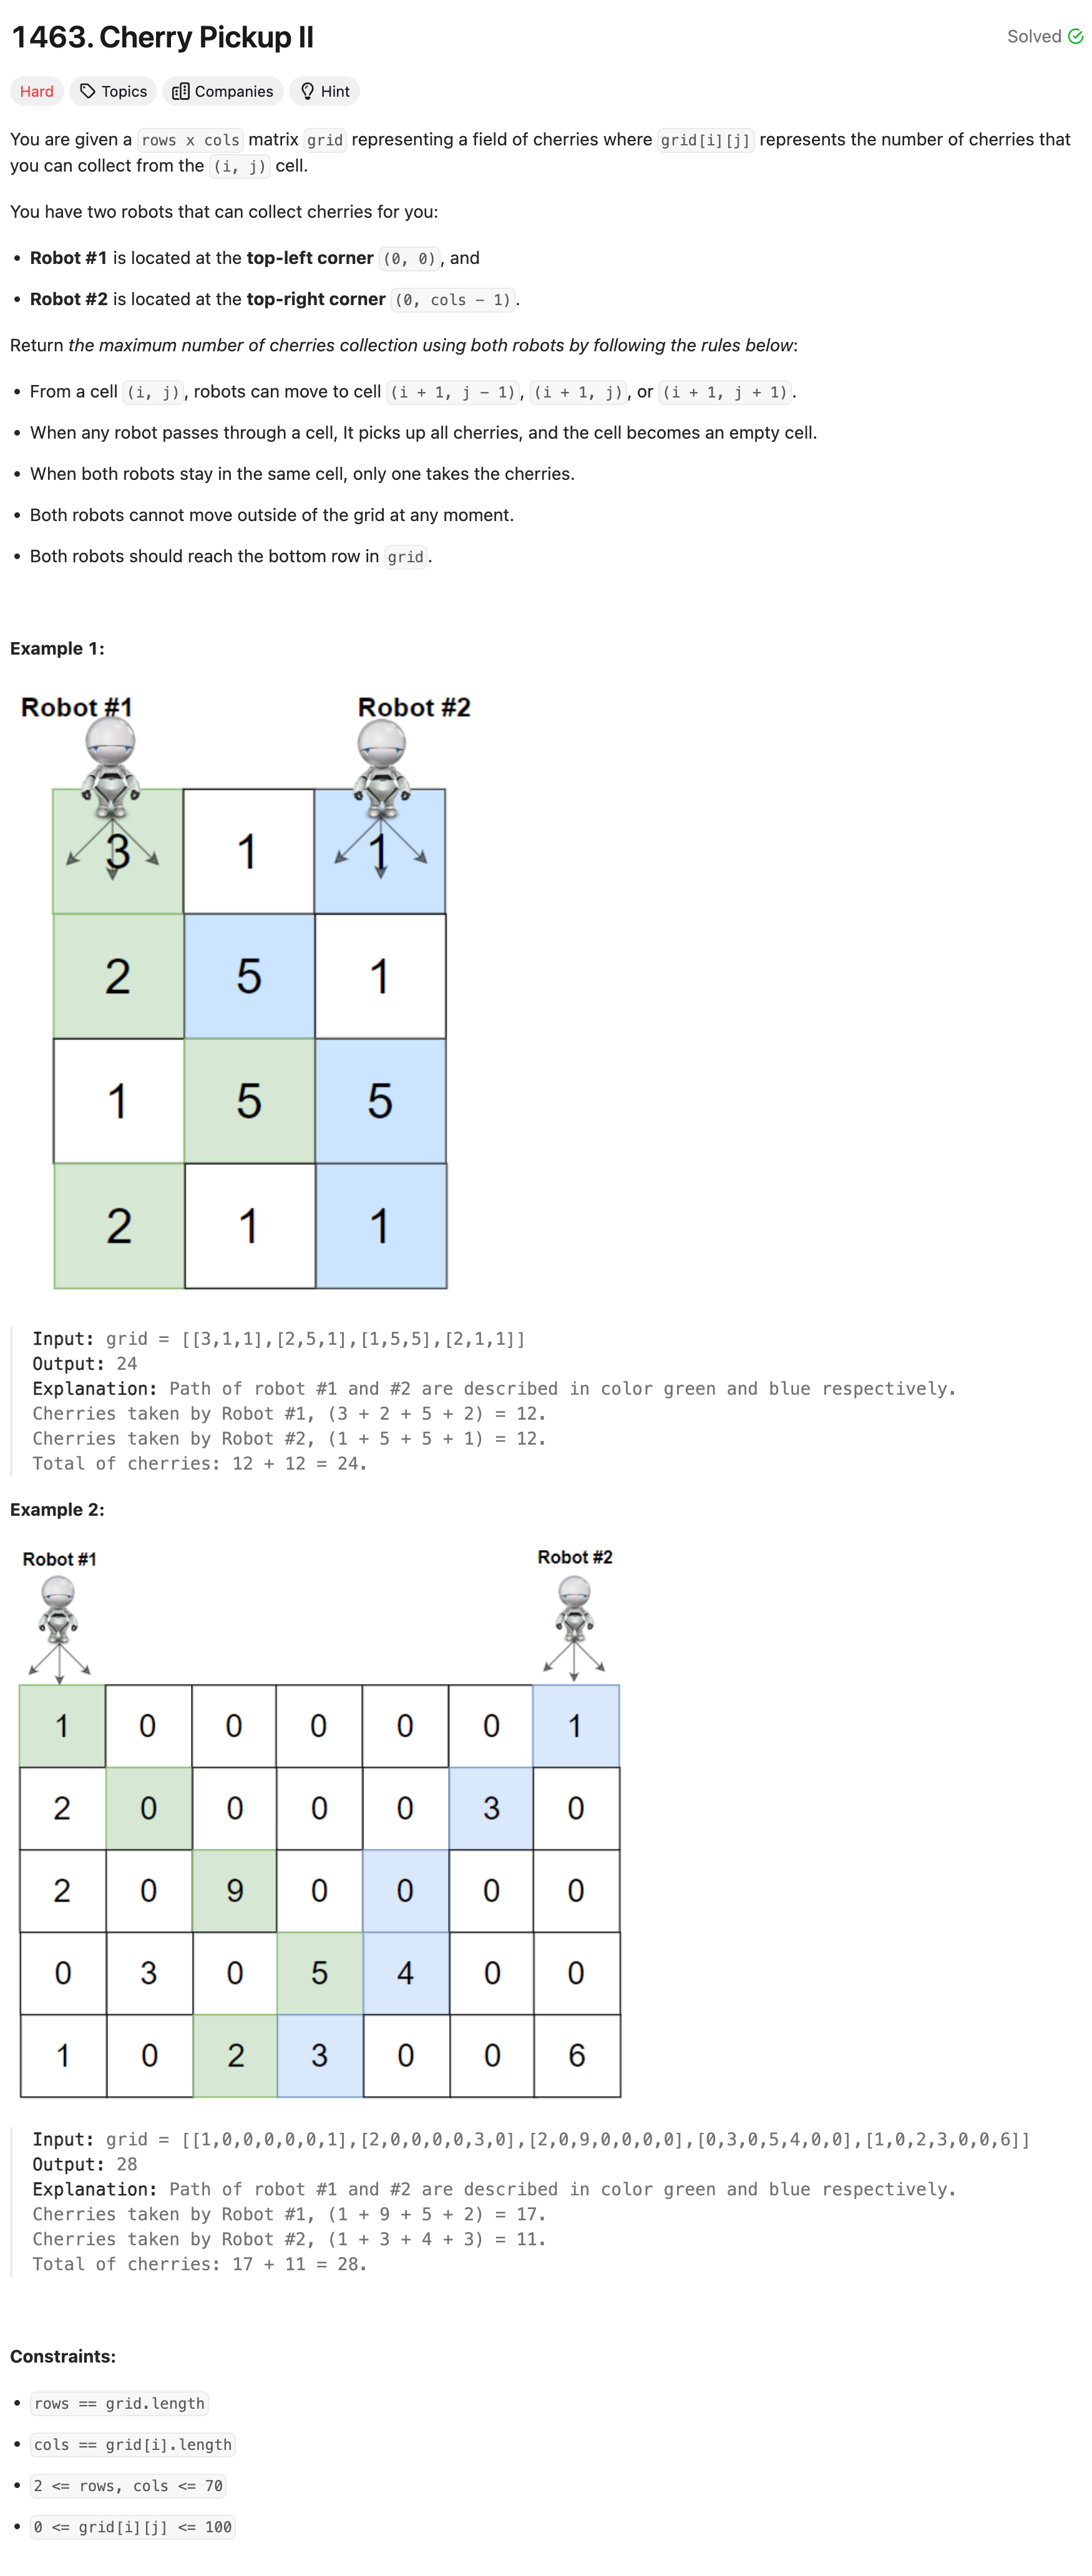 1463. Cherry Pickup II
Solved
Hard Topics Companies Hint
You are given a rows x cols matrix grid representing a field of cherries where grid[i][j] represents the number of cherries that
you can collect from the (i, j) cell.
You have two robots that can collect cherries for you:
• Robot #1 is located at the top-left corner (0, 0), and
• Robot #2 is located at the top-right corner (0, cols - 1).
Return the maximum number of cherries collection using both robots by following the rules below:
• From a cell (i, j), robots can move to cell (i + 1, j - 1), (i + 1, j), or (i + 1, j + 1).
• When any robot passes through a cell, It picks up all cherries, and the cell becomes an empty cell.
• When both robots stay in the same cell, only one takes the cherries.
• Both robots cannot move outside of the grid at any moment.
• Both robots should reach the bottom row in grid.
Example 1:
Robot #1 Robot #2
3 1 1
2 5 1
1 5 5
2 1 1
Input: grid = [[3,1,1],[2,5,1],[1,5,5],[2,1,1]]
Output: 24
Explanation: Path of robot #1 and #2 are described in color green and blue respectively.
Cherries taken by Robot #1, (3 + 2 + 5 + 2) = 12.
Cherries taken by Robot #2, (1 + 5 + 5 + 1) = 12.
Total of cherries: 12 + 12 = 24.
Example 2:
Robot #1 Robot #2
1 0 0 0 0 0 1
2 0 0 0 0 3 0
2 0 9 0 0 0 0
0 3 0 5 4 0 0
1 0 2 3 0 0 6
Input: grid = [[1,0,0,0,0,0,1],[2,0,0,0,0,3,0],[2,0,9,0,0,0,0],[0,3,0,5,4,0,0],[1,0,2,3,0,0,6]]
Output: 28
Explanation: Path of robot #1 and #2 are described in color green and blue respectively.
Cherries taken by Robot #1, (1 + 9 + 5 + 2) = 17.
Cherries taken by Robot #2, (1 + 3 + 4 + 3) = 11.
Total of cherries: 17 + 11 = 28.
Constraints:
• rows == grid.length
• cols == grid[i].length
• 2 <= rows, cols <= 70
• 0 <= grid[i][j] <= 100